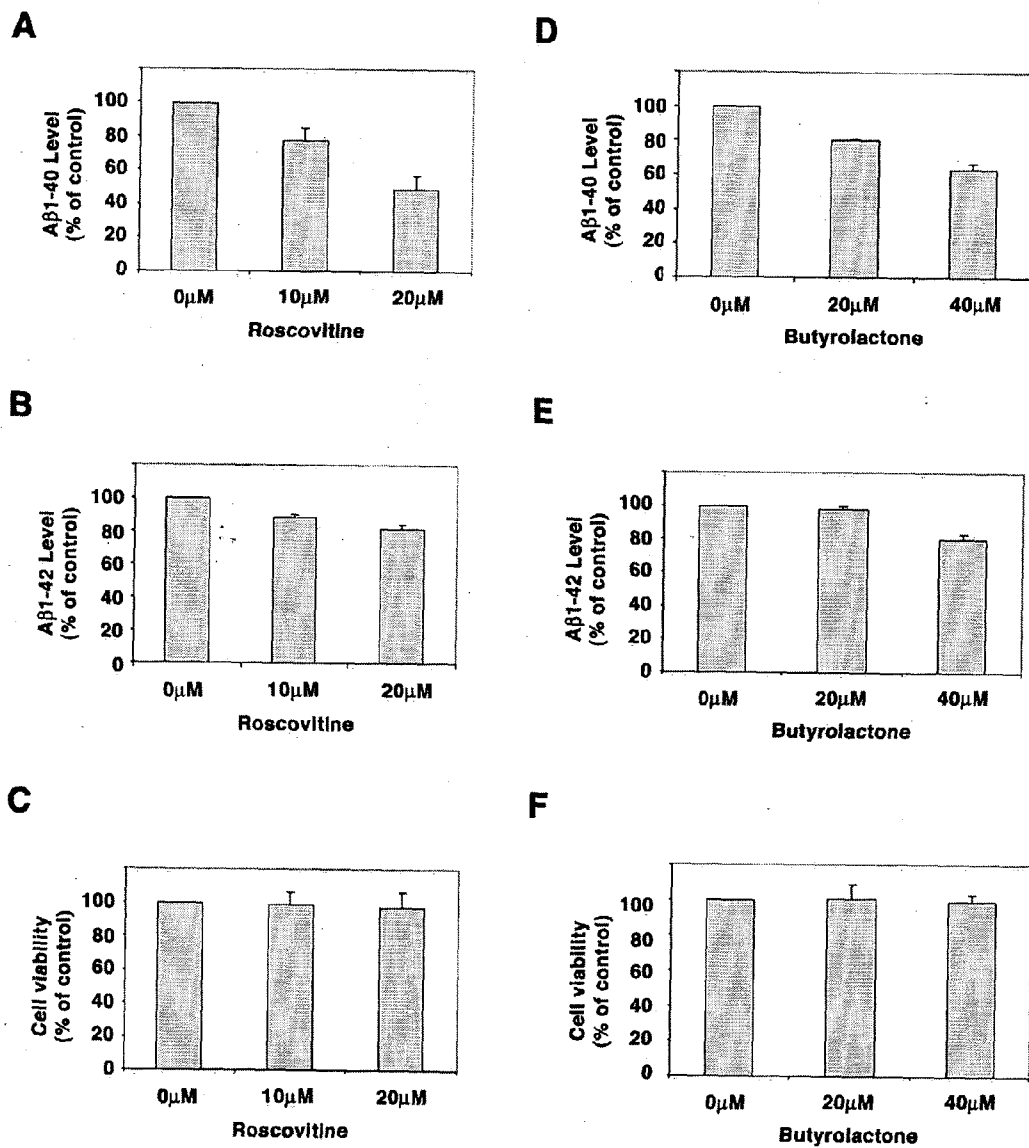 A
Aβ1-40 Level
(% of control)
100
80
60
40
20
0
0μM 10μM 20μM
Roscovitine
D
Aβ1-40 Level
(% of control)
100
80
60
40
20
0
0μM 20μM 40μM
Butyrolactone
B
Aβ1-42 Level
(% of control)
100
80
60
40
20
0
0μM 10μM 20μM
Roscovitine
E
Aβ1-42 Level
(% of control)
100
80
60
40
20
0
0μM 20μM 40μM
Butyrolactone
C
Cell viability
(% of control)
100
80
60
40
20
0
0μM 10μM 20μM
Roscovitine
F
Cell viability
(% of control)
100
80
60
40
20
0
0μM 20μM 40μM
Butyrolactone